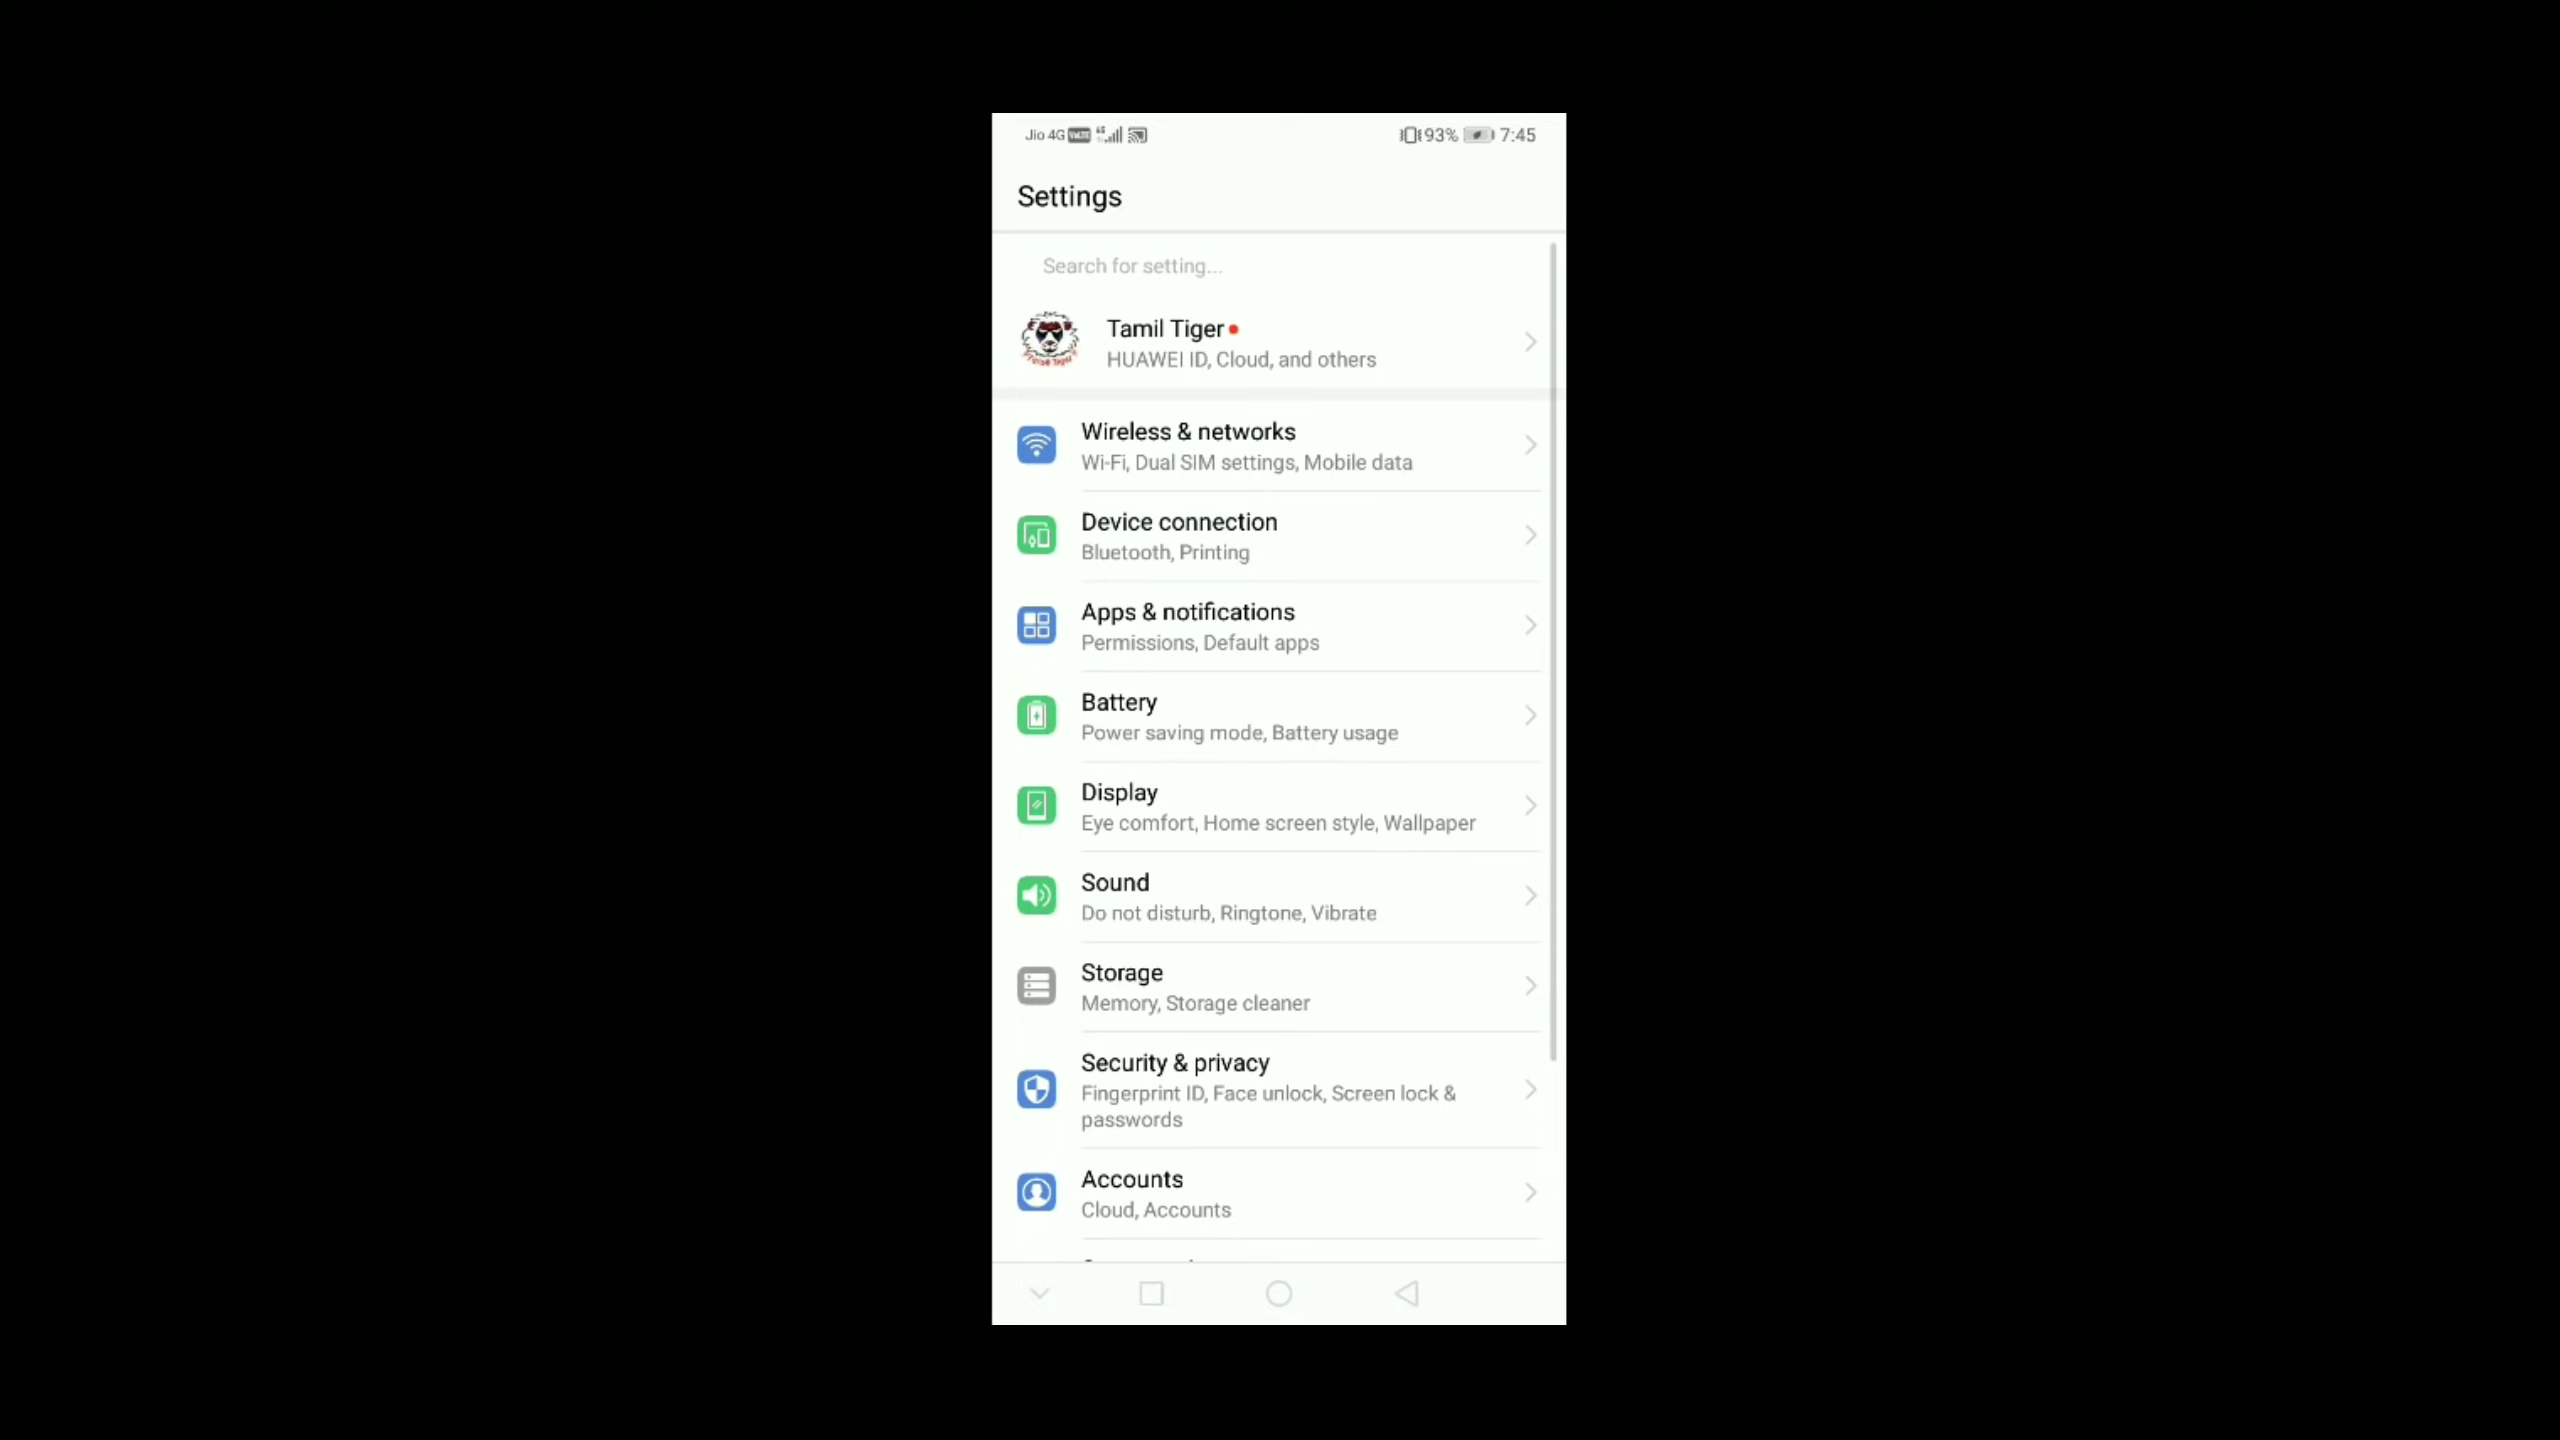 Jio 4G VoLTE 93% 7:45
Settings
Search for setting...
Tamil Tiger
HUAWEI ID, Cloud, and others
Wireless & networks
Wi-Fi, Dual SIM settings, Mobile data
Device connection
Bluetooth, Printing
Apps & notifications
Permissions, Default apps
Battery
Power saving mode, Battery usage
Display
Eye comfort, Home screen style, Wallpaper
Sound
Do not disturb, Ringtone, Vibrate
Storage
Memory, Storage cleaner
Security & privacy
Fingerprint ID, Face unlock, Screen lock &
passwords
Accounts
Cloud, Accounts